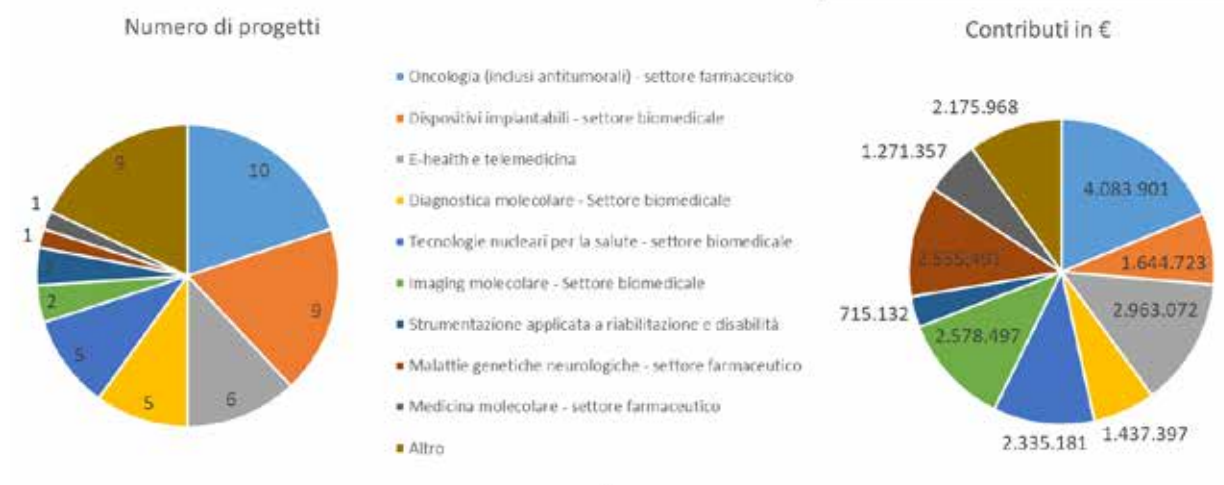 Numero di progetti
10
9
6
5
5
2
2
1
1
9
Oncologia (inclusi antitumorali) - settore farmaceutico
Dispositivi impiantabili - settore biomedicale
E-health e telemedicina
Diagnostica molecolare - Settore biomedicale
Tecnologie nucleari per la salute - settore biomedicale
Imaging molecolare - Settore biomedicale
Strumentazione applicata a riabilitazione e disabilità
Malattie genetiche neurologiche - settore farmaceutico
Medicina molecolare - settore farmaceutico
Altro
Contributi in €
4.083.901
1.644.723
2.963.072
1.437.397
2.335.181
2.578.497
715.132
1.271.357
2.175.968